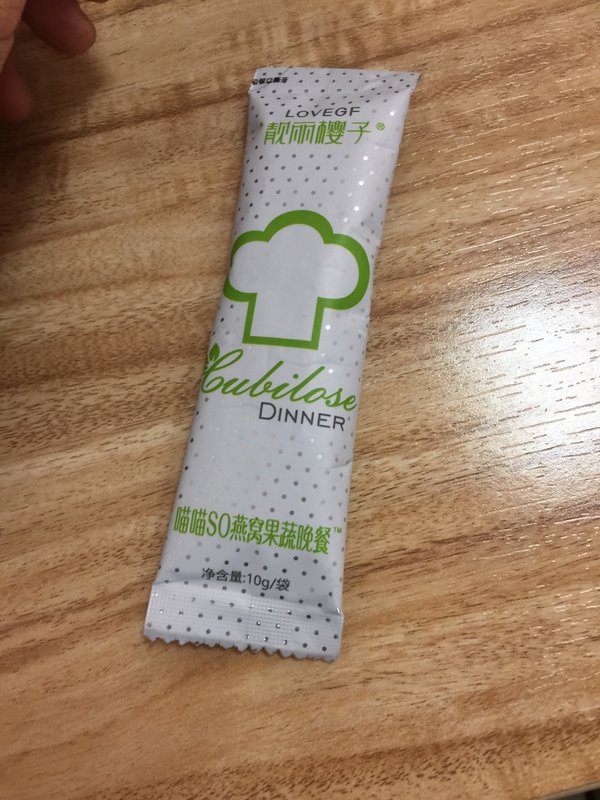 LOVEGF
靓丽樱子®
Cubilose
DINNER
喵喵SO燕窝果蔬晚餐™
净含量:10g/袋